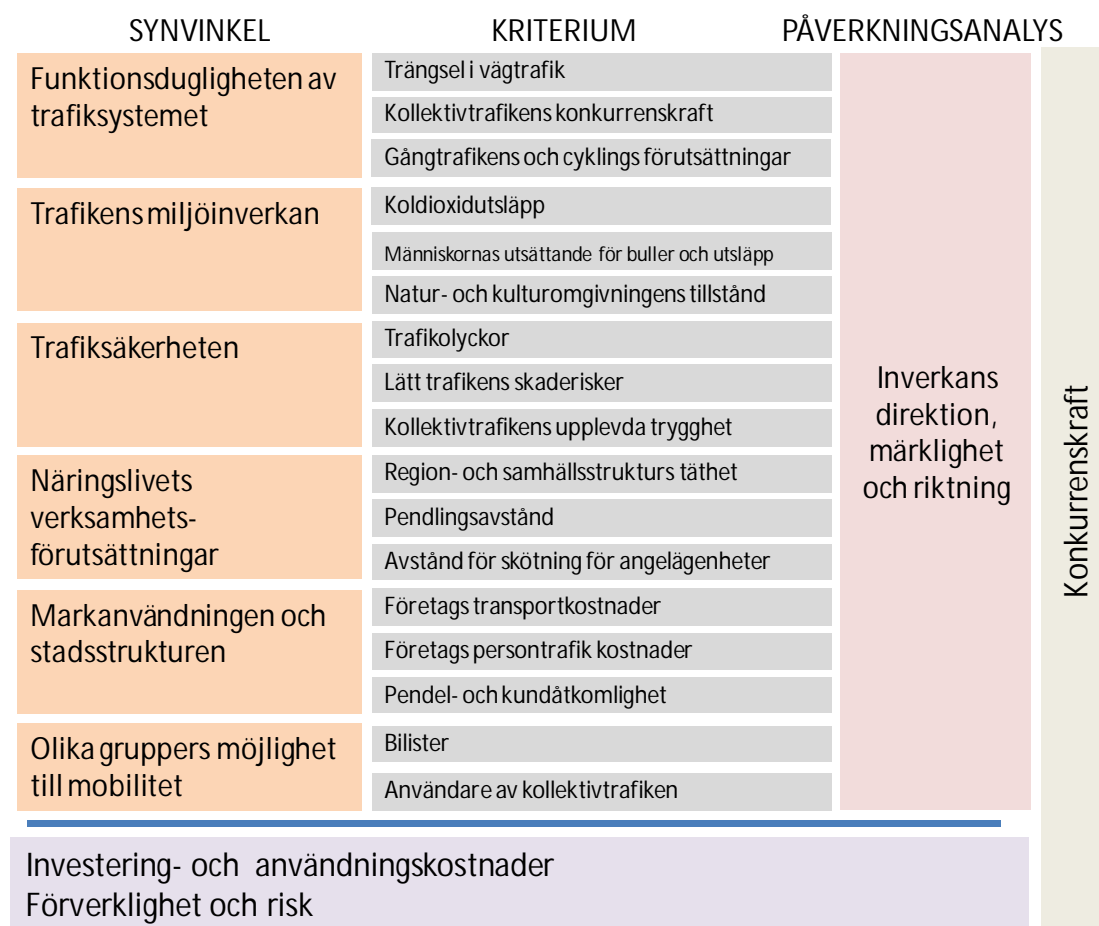 SYNVINKEL
KRITERIUM
PÅVERKNINGSANALYS
Funktionsdugligheten av
trafiksystemet
Trängsel i vägtrafik
Kollektivtrafikens konkurrenskraft
Gångtrafikens och cyklings förutsättningar
Trafikens miljöinverkan
Koldioxidutsläpp
Människornas utsättande för buller och utsläpp
Natur- och kulturomgivningens tillstånd
Trafiksäkerheten
Trafikolyckor
Lätt trafikens skaderisker
Kollektivtrafikens upplevda trygghet
Näringslivets
verksamhets-
förutsättningar
Region- och samhällsstrukturs täthet
Pendlingsavstånd
Avstånd för skötning för angelägenheter
Markanvändningen och
stadsstrukturen
Företags transportkostnader
Företags persontrafik kostnader
Pendel- och kundåtkomlighet
Olika gruppers möjlighet
till mobilitet
Bilister
Användare av kollektivtrafiken
Inverkans
direktion,
märklighet
och riktning
Konkurrenskraft
Investering- och användningskostnader
Förverklighet och risk